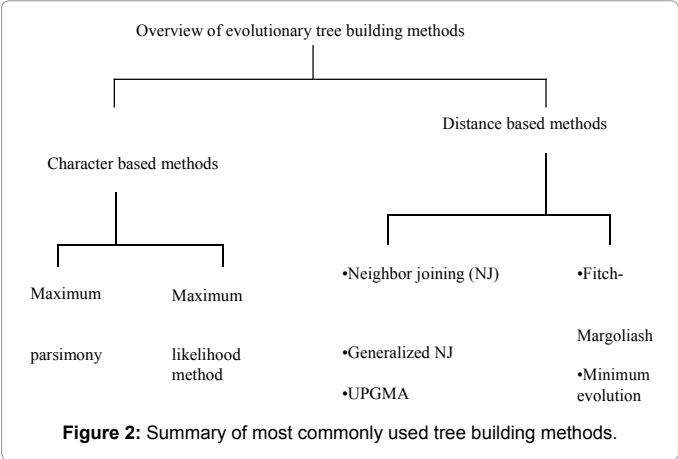 Overview of evolutionary tree building methods
Distance based methods
Character based methods
Maximum
parsimony
Maximum
likelihood
method
•Neighbor joining (NJ)
•Generalized NJ
•UPGMA
•Fitch-
Margoliash
•Minimum
evolution
Figure 2: Summary of most commonly used tree building methods.